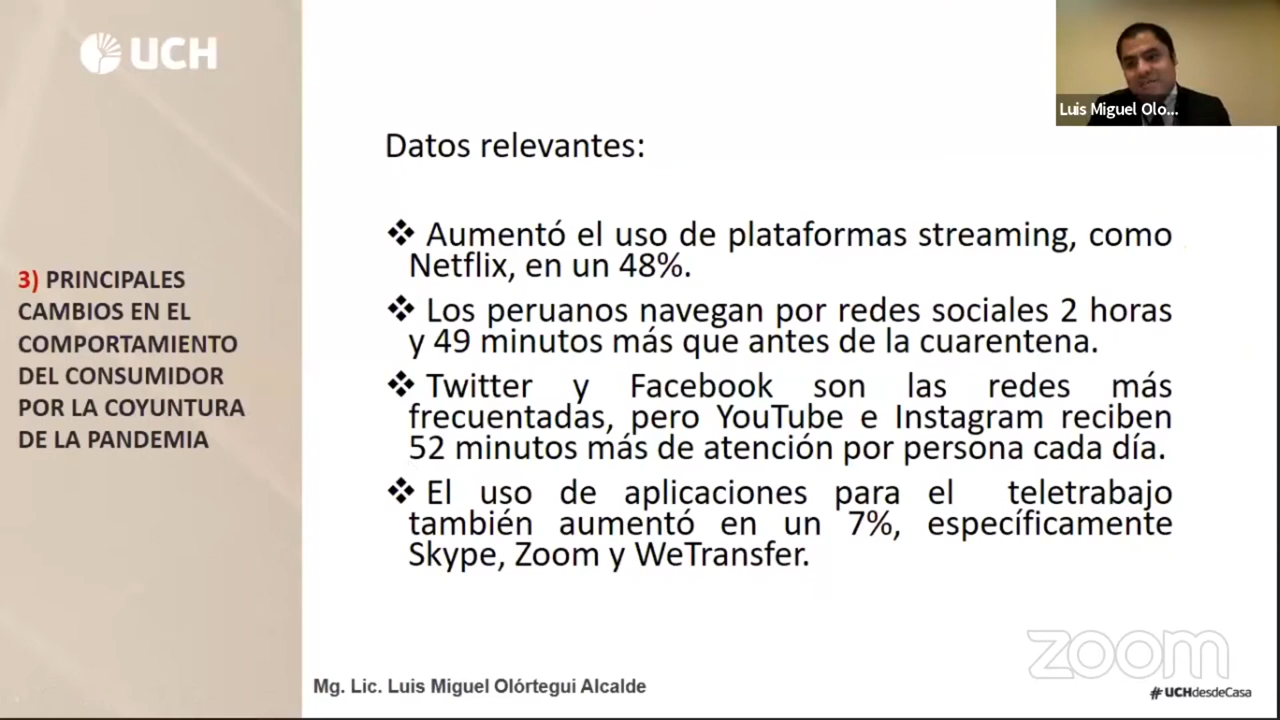 UCH
Luis Miguel Olo...
Datos relevantes:
❖ Aumentó el uso de plataformas streaming, como
Netflix, en un 48%.
❖ Los peruanos navegan por redes sociales 2 horas
y 49 minutos más que antes de la cuarentena.
❖ Twitter y Facebook son las redes más
frecuentadas, pero YouTube e Instagram reciben
52 minutos más de atención por persona cada día.
❖ El uso de aplicaciones para el teletrabajo
también aumentó en un 7%, específicamente
Skype, Zoom y WeTransfer.
3) PRINCIPALES
CAMBIOS EN EL
COMPORTAMIENTO
DEL CONSUMIDOR
POR LA COYUNTURA
DE LA PANDEMIA
zoom
Mg. Lic. Luis Miguel Olórtegui Alcalde
#UCHdesdeCasa